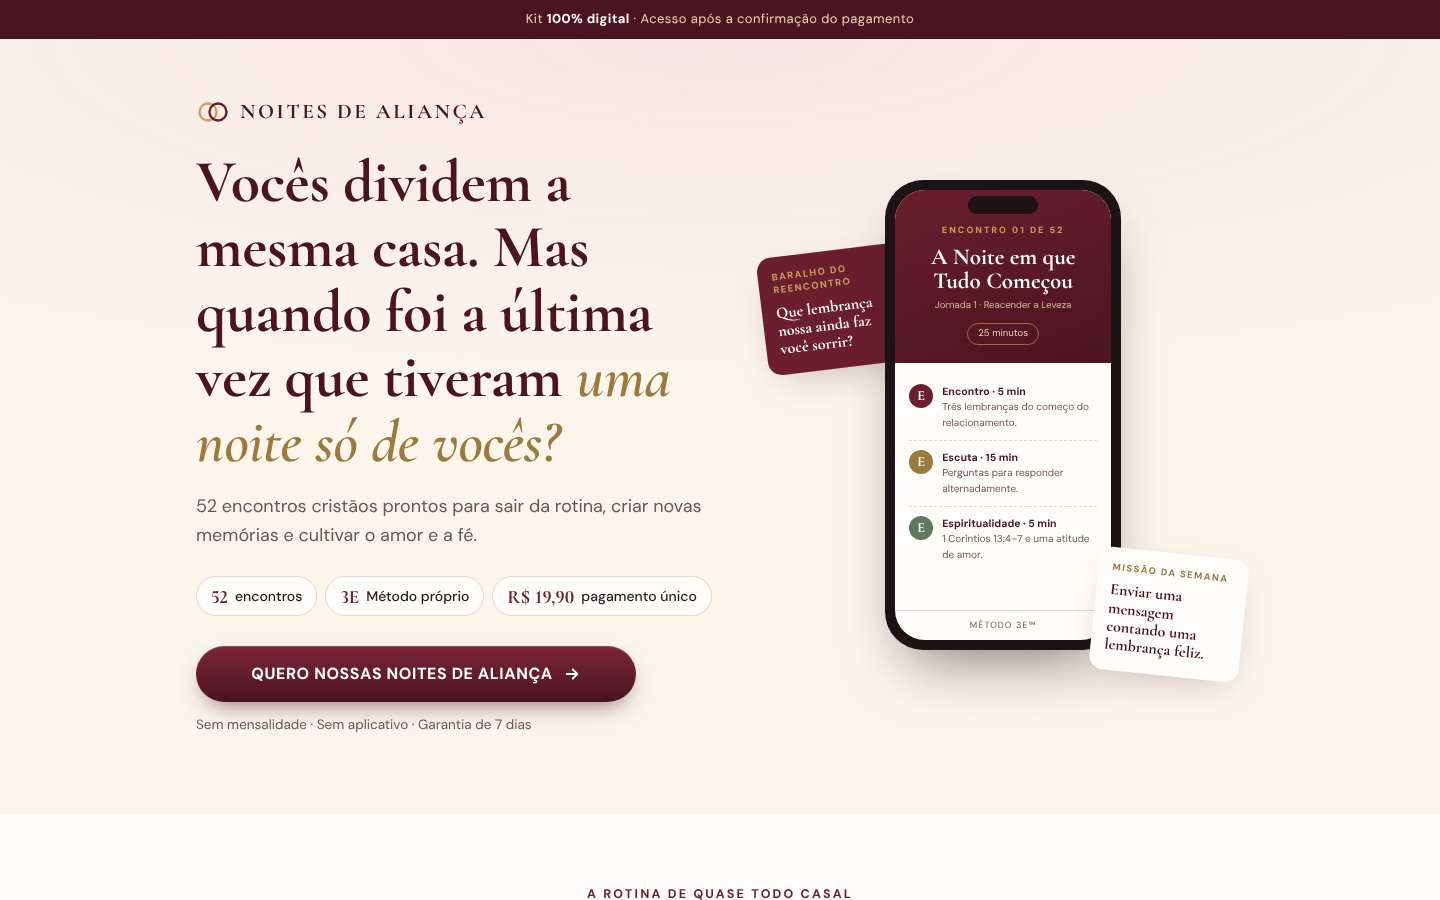 Kit 100% digital · Acesso após a confirmação do pagamento
NOITES DE ALIANÇA
Vocês dividem a
mesma casa. Mas
quando foi a última
vez que tiveram uma
noite só de vocês?
52 encontros cristãos prontos para sair da rotina, criar novas
memórias e cultivar o amor e a fé.
52 encontros
3E Método próprio
R$ 19,90 pagamento único
QUERO NOSSAS NOITES DE ALIANÇA →
Sem mensalidade · Sem aplicativo · Garantia de 7 dias
BARALHO DO
REENCONTRO
Que lembrança
nossa ainda faz
você sorrir?
ENCONTRO 01 DE 52
A Noite em que
Tudo Começou
Jornada 1 · Reacender a Leveza
25 minutos
E
Encontro · 5 min
Três lembranças do começo do
relacionamento.
E
Escuta · 15 min
Perguntas para responder
alternadamente.
E
Espiritualidade · 5 min
1 Coríntios 13:4–7 e uma atitude
de amor.
MÉTODO 3E™
MISSÃO DA SEMANA
Enviar uma
mensagem
contando uma
lembrança feliz.
A ROTINA DE QUASE TODO CASAL